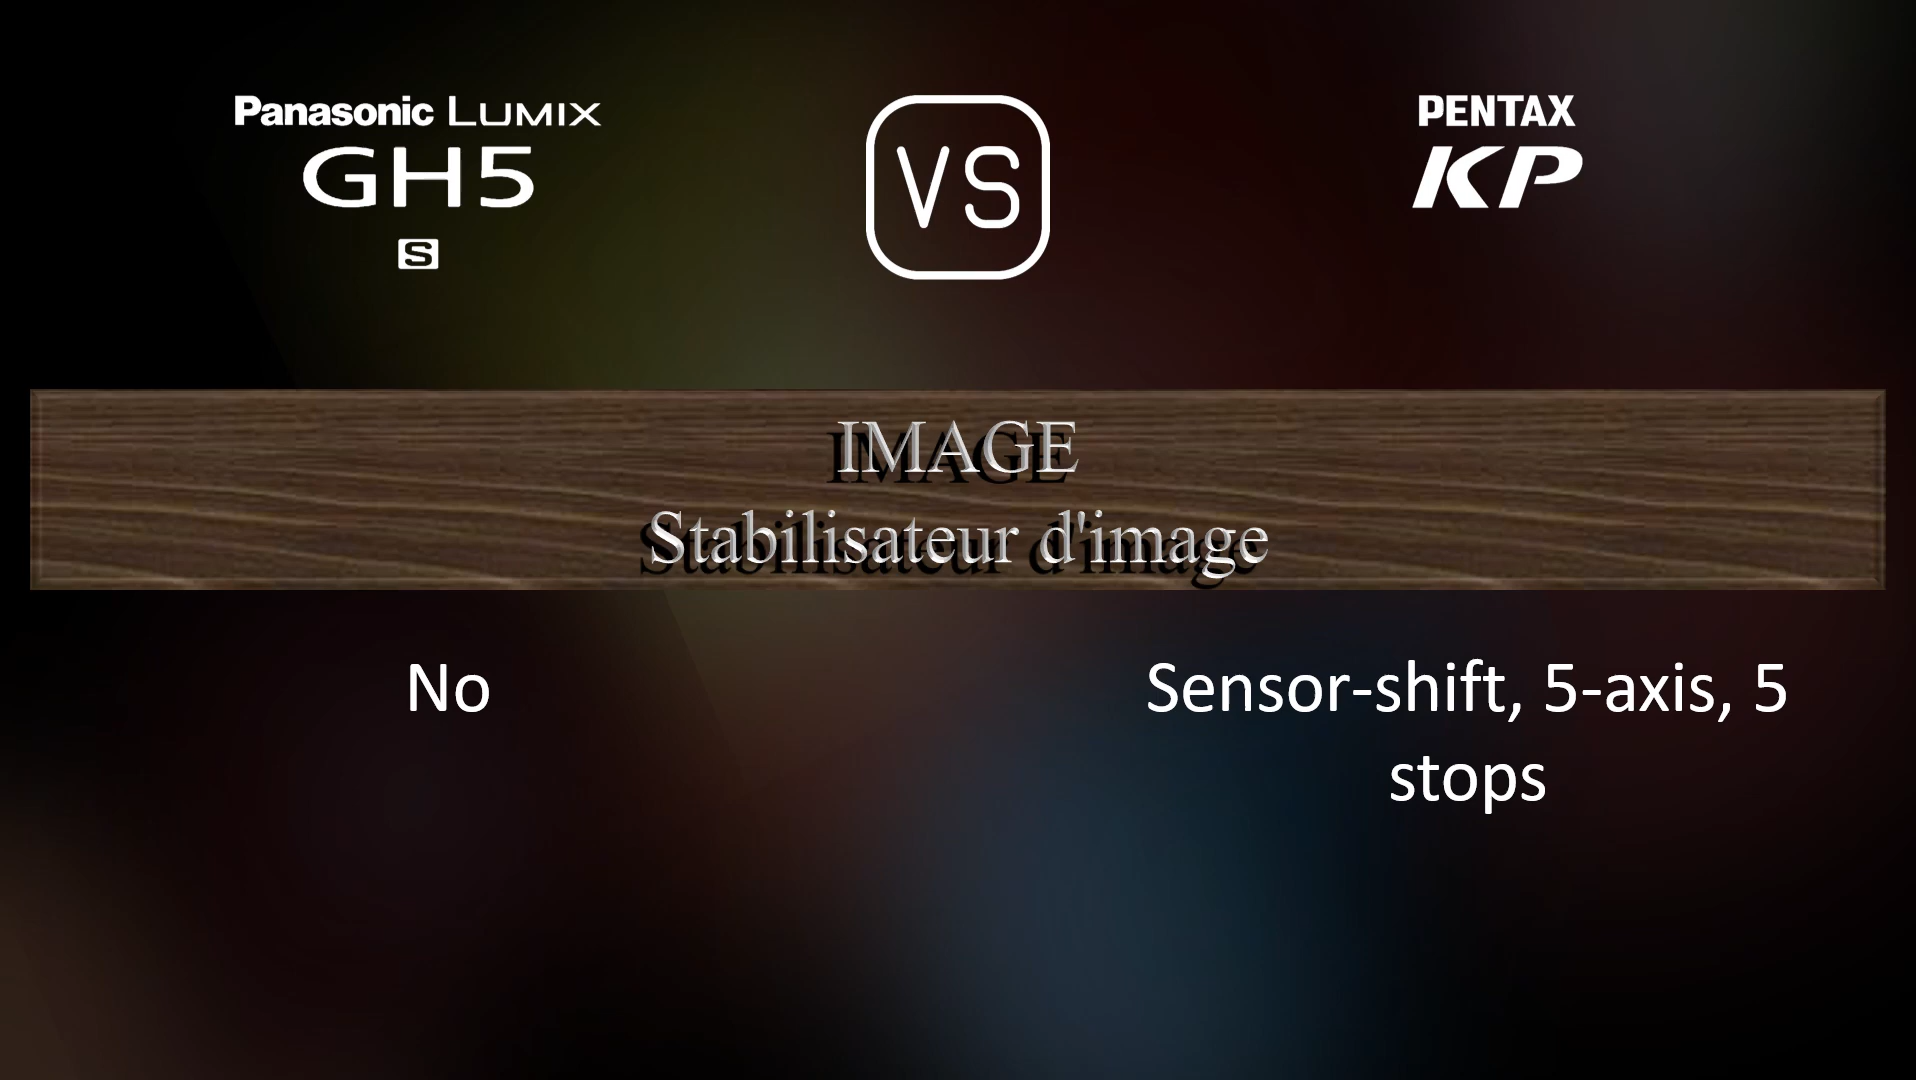 Panasonic LUMIX
GH5
S
VS
PENTAX
KP
IMAGE
Stabilisateur d'image
No
Sensor-shift, 5-axis, 5
stops